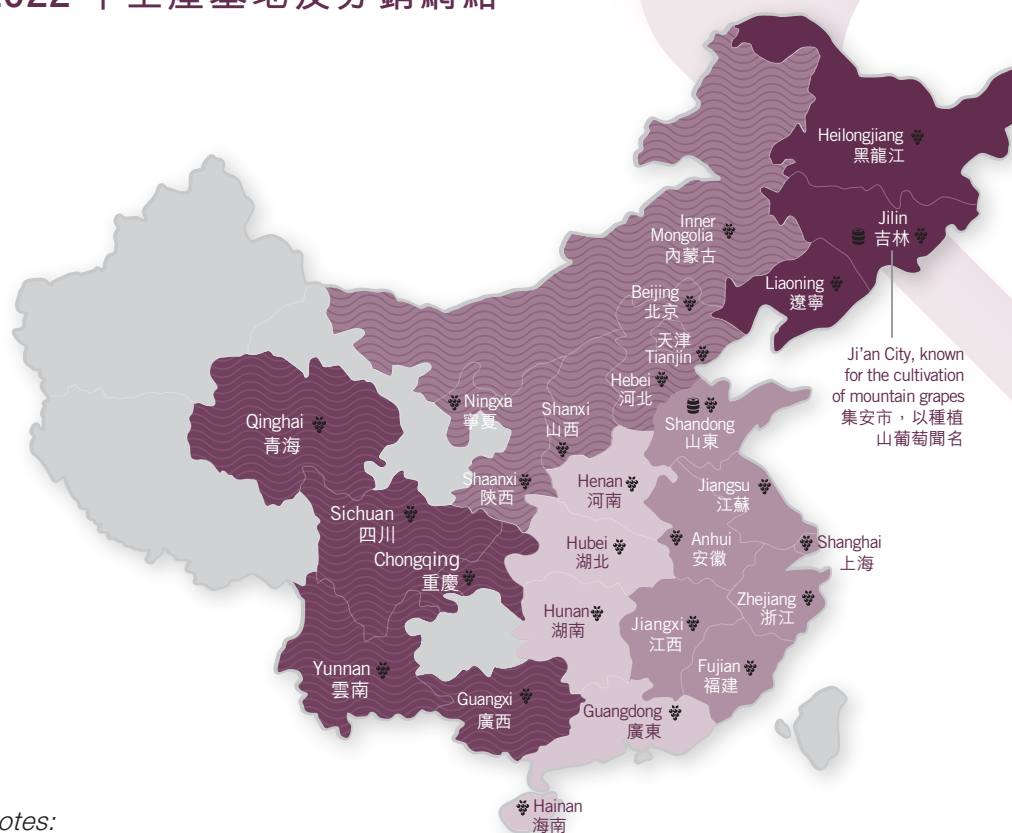 2022 年生產基地及分銷網點
Heilongjiang
黑龍江
Jilin
吉林
Inner
Mongolia
內蒙古
Liaoning
遼寧
Beijing
北京
天津
Tianjin
Ji’an City, known
for the cultivation
of mountain grapes
集安市，以種植
山葡萄聞名
Hebei
河北
Ningxia
寧夏
Shanxi
山西
Shandong
山東
Qinghai
青海
Shaanxi
陝西
Henan
河南
Jiangsu
江蘇
Sichuan
四川
Hubei
湖北
Anhui
安徽
Shanghai
上海
Chongqing
重慶
Zhejiang
浙江
Hunan
湖南
Jiangxi
江西
Yunnan
雲南
Fujian
福建
Guangxi
廣西
Guangdong
廣東
Hainan
海南
otes: